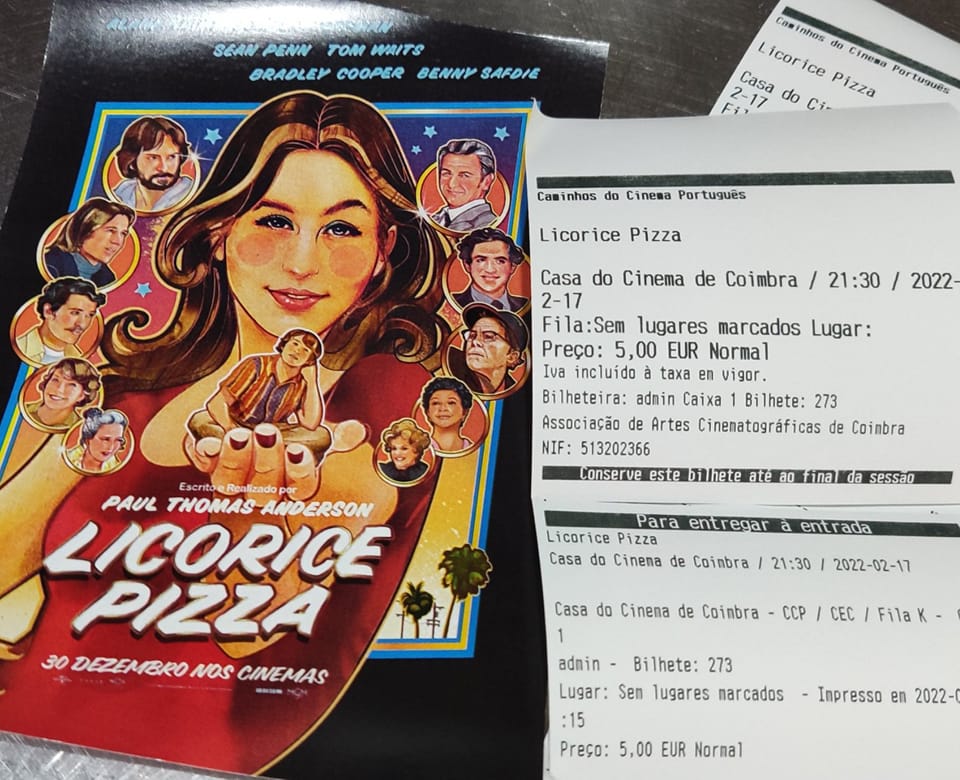 SEAN PENN TOM WAITS
BRADLEY COOPER BENNY SAFDIE
Escrito e Realizado por
PAUL THOMAS ANDERSON
LICORICE
PIZZA
30 DEZEMBRO NOS CINEMAS
Caminhos do Cinema Português
Licorice Pizza
Casa do
2-17
Caminhos do Cinema Português
Licorice Pizza
Casa do Cinema de Coimbra / 21:30 / 2022-
2-17
Fila:Sem lugares marcados Lugar:
Preço: 5,00 EUR Normal
Iva incluído à taxa em vigor.
Bilheteira: admin Caixa 1 Bilhete: 273
Associação de Artes Cinematográficas de Coimbra
NIF: 513202366
Conserve este bilhete até ao final da sessão
Para entregar à entrada
Licorice Pizza
Casa do Cinema de Coimbra / 21:30 / 2022-02-17
Casa do Cinema de Coimbra - CCP / CEC / Fila K -
1
admin - Bilhete: 273
Lugar: Sem lugares marcados - Impresso em 2022-0
:15
Preço: 5,00 EUR Normal